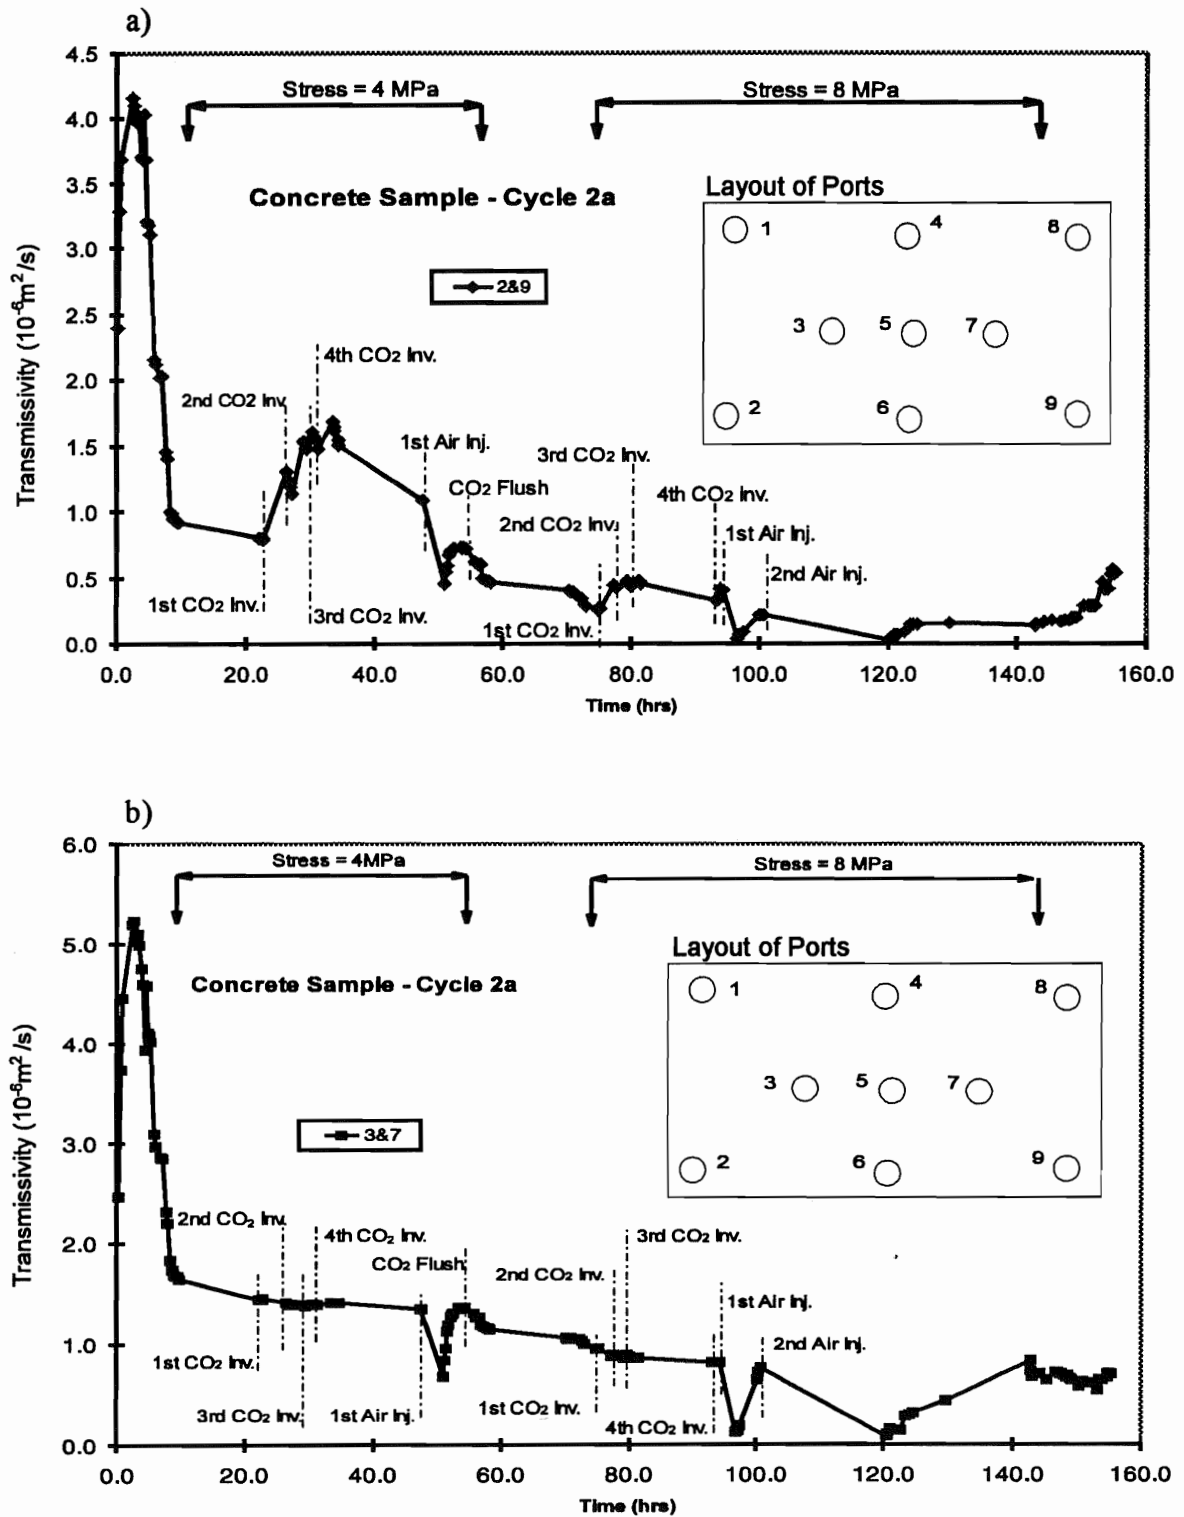 a)
4.5
4.0
3.5
3.0
2.5
2.0
1.5
1.0
0.5
0.0
Transmissivity (10⁻⁶m²/s)
Stress = 4 MPa
Stress = 8 MPa
Concrete Sample - Cycle 2a
2&9
Layout of Ports
1
4
8
3
5
7
2
6
9
4th CO₂ Inv.
2nd CO2 Inv
1st Air Inj.
3rd CO₂ Inv.
CO₂ Flush
4th CO₂ Inv.
2nd CO₂ Inv.
1st Air Inj.
2nd Air Inj.
1st CO₂ Inv.
3rd CO₂ Inv.
1st CO₂ Inv.
0.0 20.0 40.0 60.0 80.0 100.0 120.0 140.0 160.0
Time (hrs)
b)
6.0
5.0
4.0
3.0
2.0
1.0
0.0
Transmissivity (10⁻⁶m²/s)
Stress = 4MPa
Stress = 8 MPa
Concrete Sample - Cycle 2a
3&7
Layout of Ports
1
4
8
3
5
7
2
6
9
2nd CO₂ Inv.
4th CO₂ Inv.
3rd CO₂ Inv.
CO₂ Flush
2nd CO₂ Inv.
1st Air Inj.
2nd Air Inj.
1st CO₂ Inv.
3rd CO₂ Inv.
1st Air Inj.
1st CO₂ Inv.
4th CO₂ Inv.
0.0 20.0 40.0 60.0 80.0 100.0 120.0 140.0 160.0
Time (hrs)